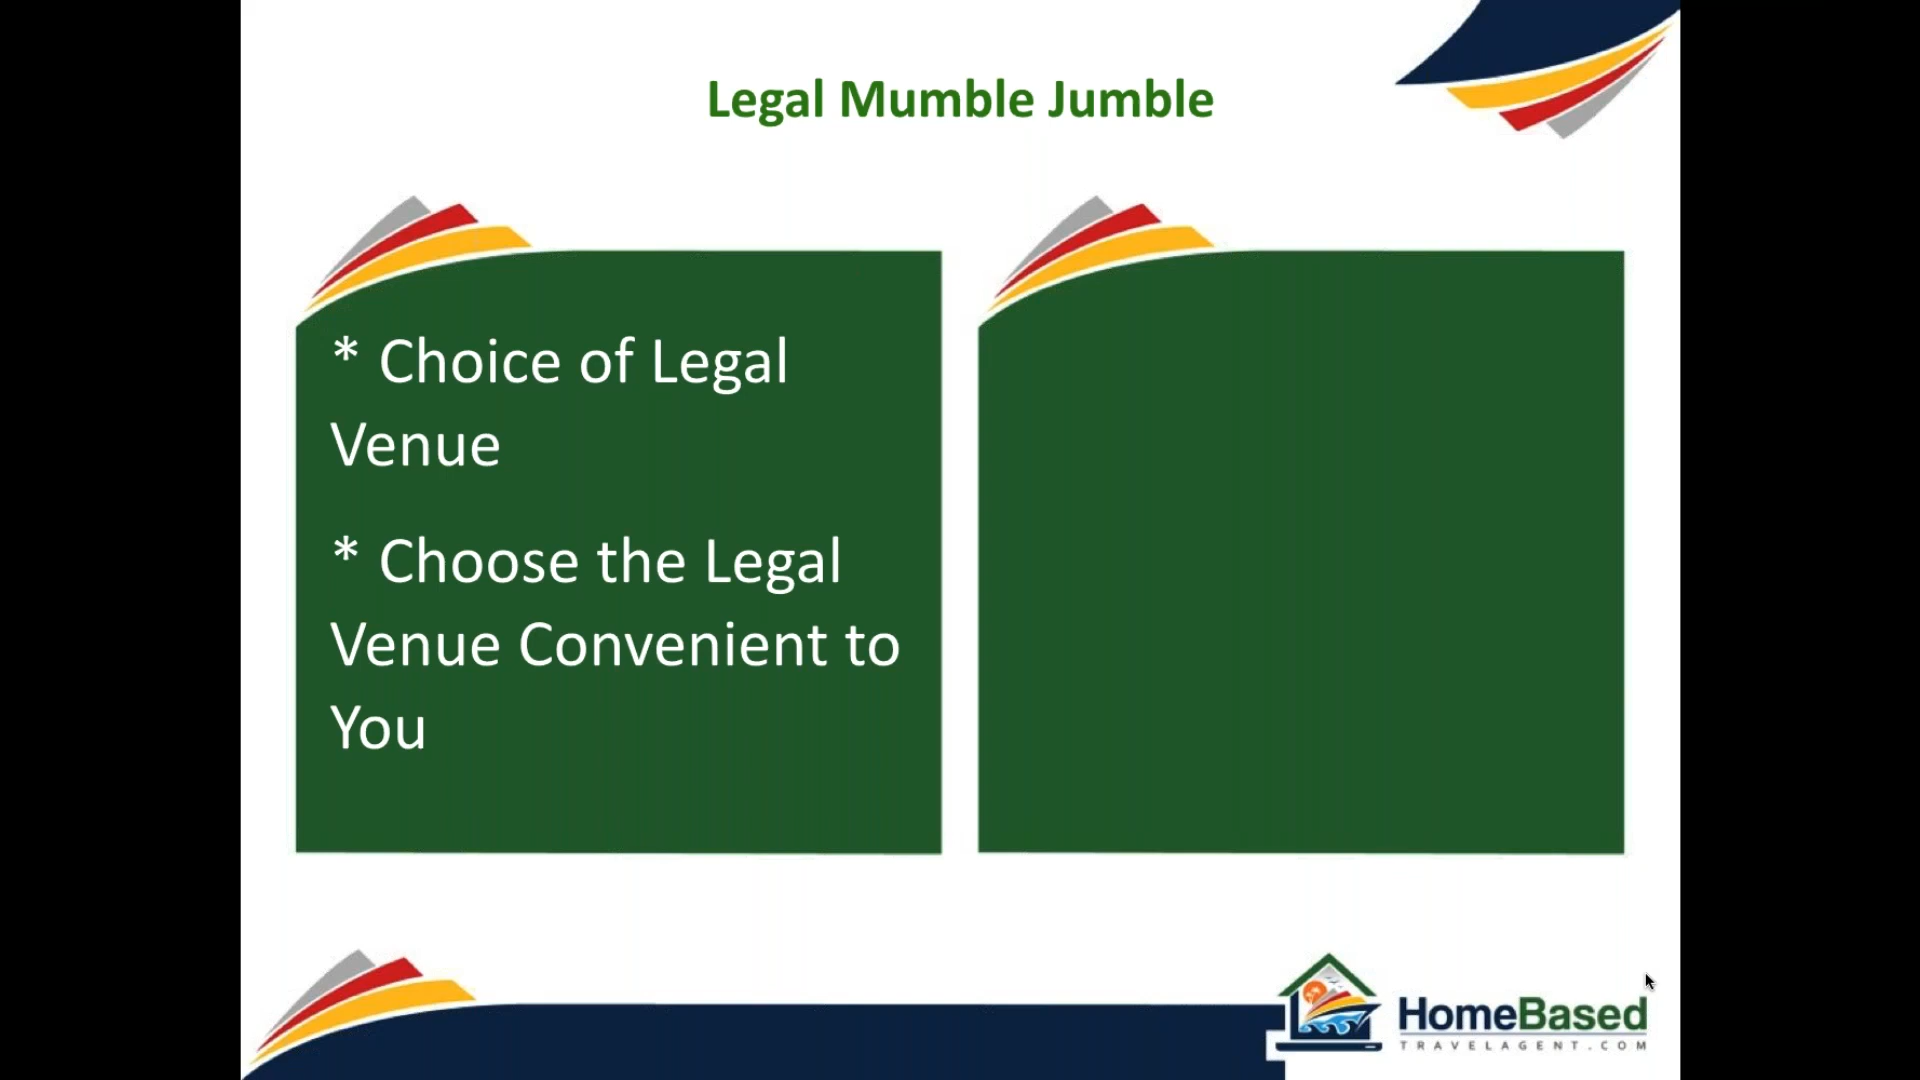 Legal Mumble Jumble
* Choice of Legal
Venue
* Choose the Legal
Venue Convenient to
You
HomeBased
TRAVELAGENT.COM